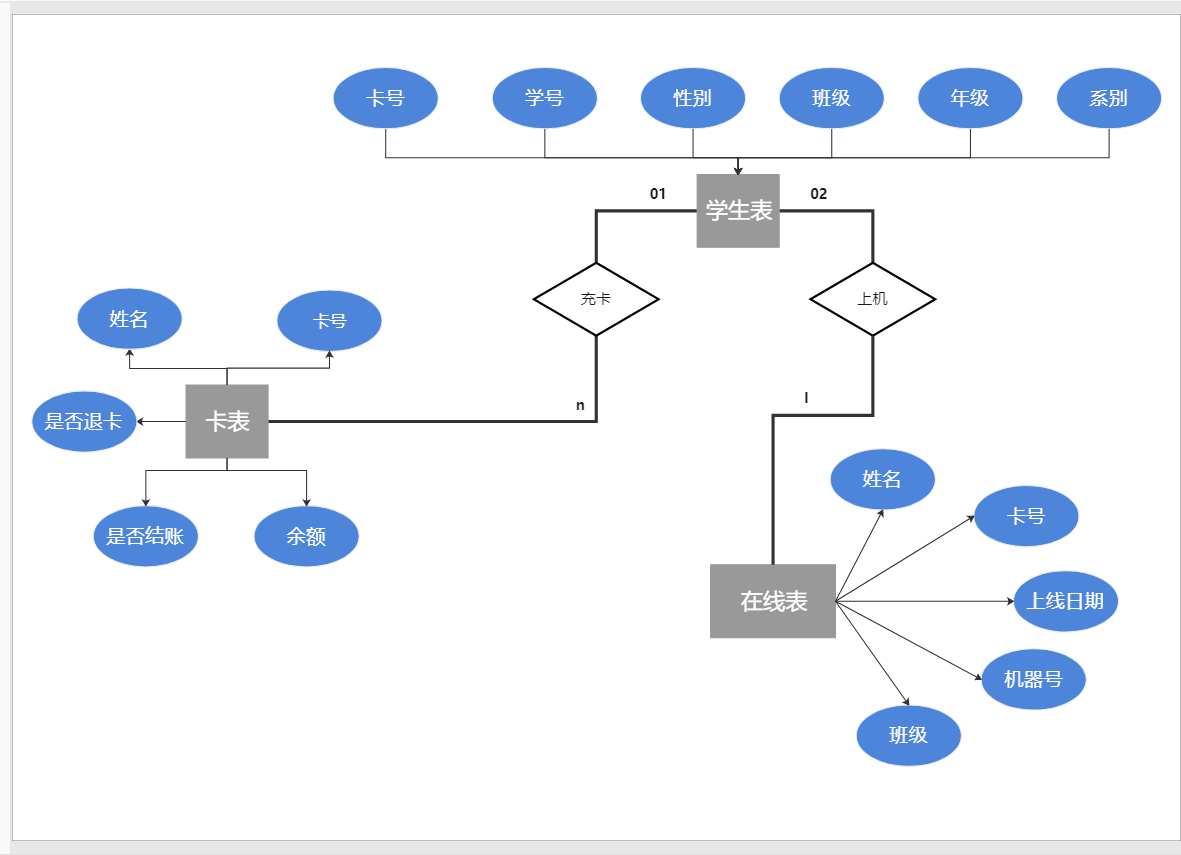 卡号
学号
性别
班级
年级
系别
01
学生表
02
充卡
上机
姓名
卡号
是否退卡
卡表
n
l
是否结账
余额
姓名
卡号
在线表
上线日期
机器号
班级